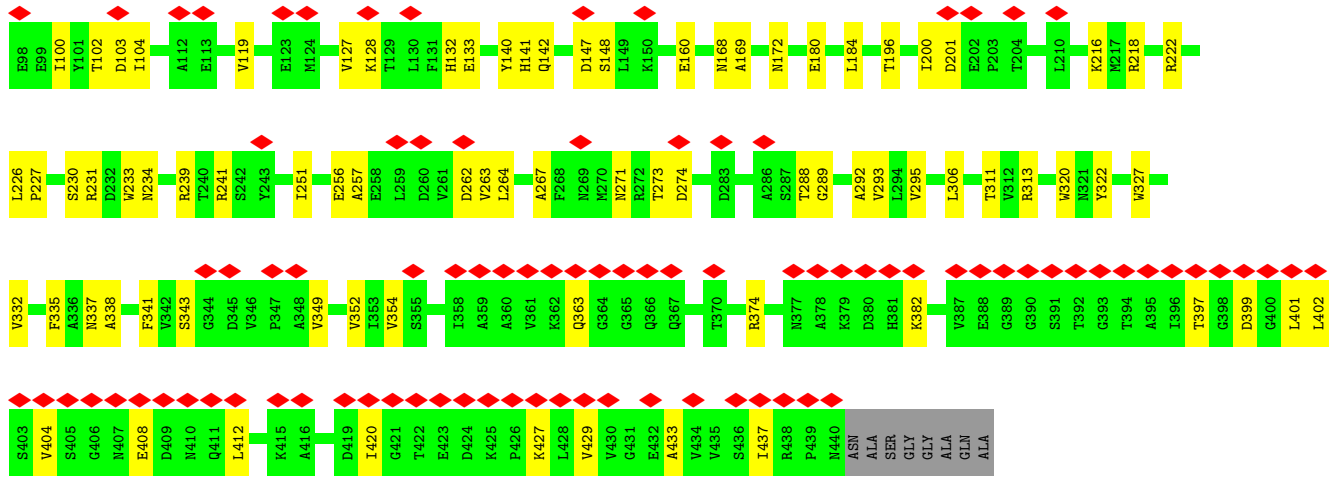 E98 E99 I100 Y101 T102 D103 I104 A112 E113 V119 E123 M124 V127 K128 T129 L130 F131 H132 E133 Y140 H141 Q142 D147 S148 L149 K150 E160 N168 A169 N172 E180 L184 T196 I200 D201 E202 P203 T204 L210 K216 M217 R218 R222
L226 P227 S230 R231 D232 W233 N234 R239 T240 R241 S242 Y243 I251 E256 A257 E258 L259 D260 V261 D262 V263 L264 A267 F268 N269 M270 N271 R272 T273 D274 D283 A286 S287 T288 G289 A292 V293 L294 V295 L306 T311 V312 R313 W320 N321 Y322 W327
V332 F335 A336 N337 A338 F341 V342 S343 G344 D345 V346 P347 A348 V349 V352 I353 V354 S355 I358 A359 A360 V361 K362 Q363 G364 G365 Q366 Q367 T370 R374 N377 A378 K379 D380 H381 K382 V387 E388 G389 G390 S391 T392 G393 T394 A395 I396 T397 G398 D399 G400 L401 L402
S403 V404 S405 G406 N407 E408 D409 N410 Q411 L412 K415 A416 D419 I420 G421 T422 E423 D424 K425 P426 K427 L428 V429 V430 G431 E432 A433 V434 V435 S436 I437 R438 P439 N440 ASN ALA SER GLY GLY ALA GLN ALA